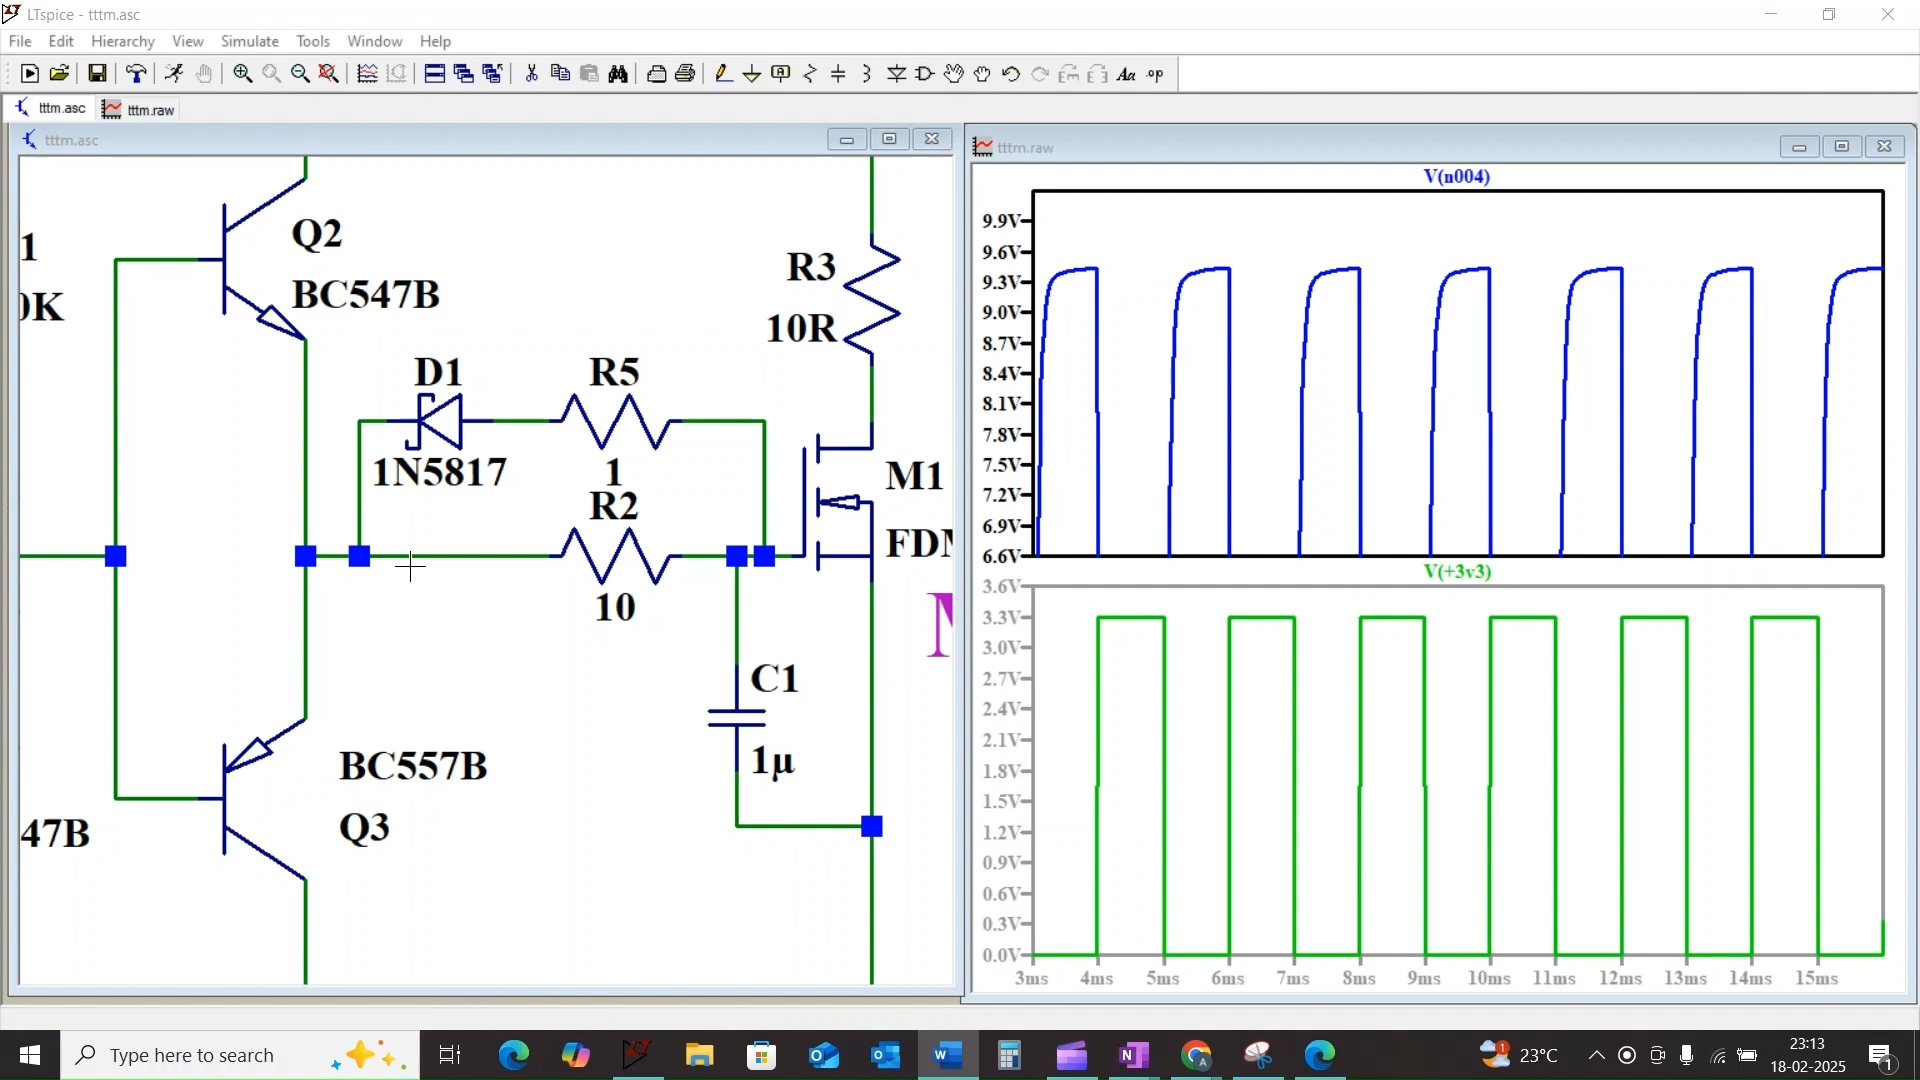 LTspice - tttm.asc
File Edit Hierarchy View Simulate Tools Window Help
tttm.asc tttm.raw
tttm.asc
tttm.raw
1
0K
Q2
BC547B
D1
1N5817
R5
1
R2
10
R3
10R
M1
FDM
C1
1µ
BC557B
Q3
47B
V(n004)
9.9V
9.6V
9.3V
9.0V
8.7V
8.4V
8.1V
7.8V
7.5V
7.2V
6.9V
6.6V
V(+3v3)
3.6V
3.3V
3.0V
2.7V
2.4V
2.1V
1.8V
1.5V
1.2V
0.9V
0.6V
0.3V
0.0V
3ms 4ms 5ms 6ms 7ms 8ms 9ms 10ms 11ms 12ms 13ms 14ms 15ms
Type here to search
23°C
23:13
18-02-2025